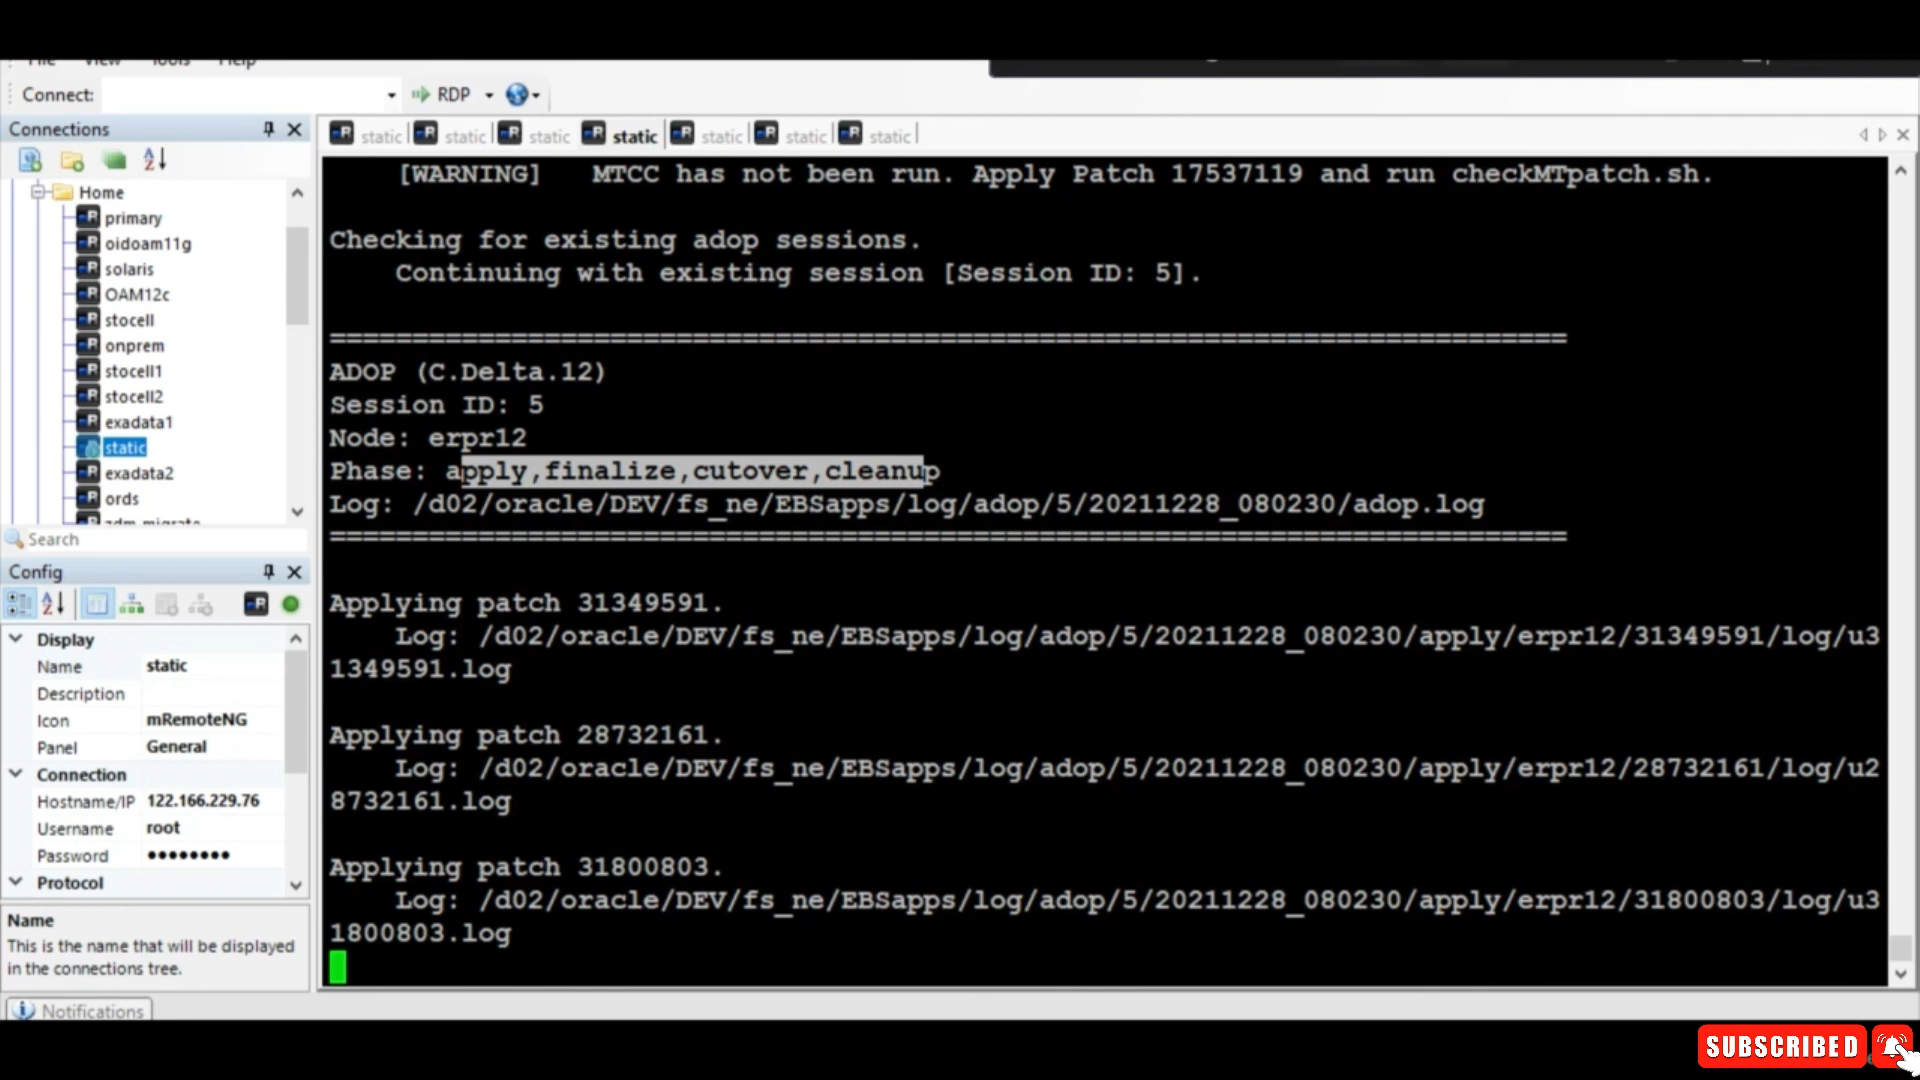 File View Tools Help
Connect: RDP
Connections
static static static static static static static
Home
primary
oidoam11g
solaris
OAM12c
stocell
onprem
stocell1
stocell2
exadata1
static
exadata2
ords
zdm_migrate
Search
Config
Display
Name static
Description
Icon mRemoteNG
Panel General
Connection
Hostname/IP 122.166.229.76
Username root
Password ●●●●●●●●
Protocol
Name
This is the name that will be displayed
in the connections tree.
Notifications
[WARNING] MTCC has not been run. Apply Patch 17537119 and run checkMTpatch.sh.
Checking for existing adop sessions.
Continuing with existing session [Session ID: 5].
===========================================================================
ADOP (C.Delta.12)
Session ID: 5
Node: erpr12
Phase: apply,finalize,cutover,cleanup
Log: /d02/oracle/DEV/fs_ne/EBSapps/log/adop/5/20211228_080230/adop.log
===========================================================================
Applying patch 31349591.
Log: /d02/oracle/DEV/fs_ne/EBSapps/log/adop/5/20211228_080230/apply/erpr12/31349591/log/u3
1349591.log
Applying patch 28732161.
Log: /d02/oracle/DEV/fs_ne/EBSapps/log/adop/5/20211228_080230/apply/erpr12/28732161/log/u2
8732161.log
Applying patch 31800803.
Log: /d02/oracle/DEV/fs_ne/EBSapps/log/adop/5/20211228_080230/apply/erpr12/31800803/log/u3
1800803.log
SUBSCRIBED